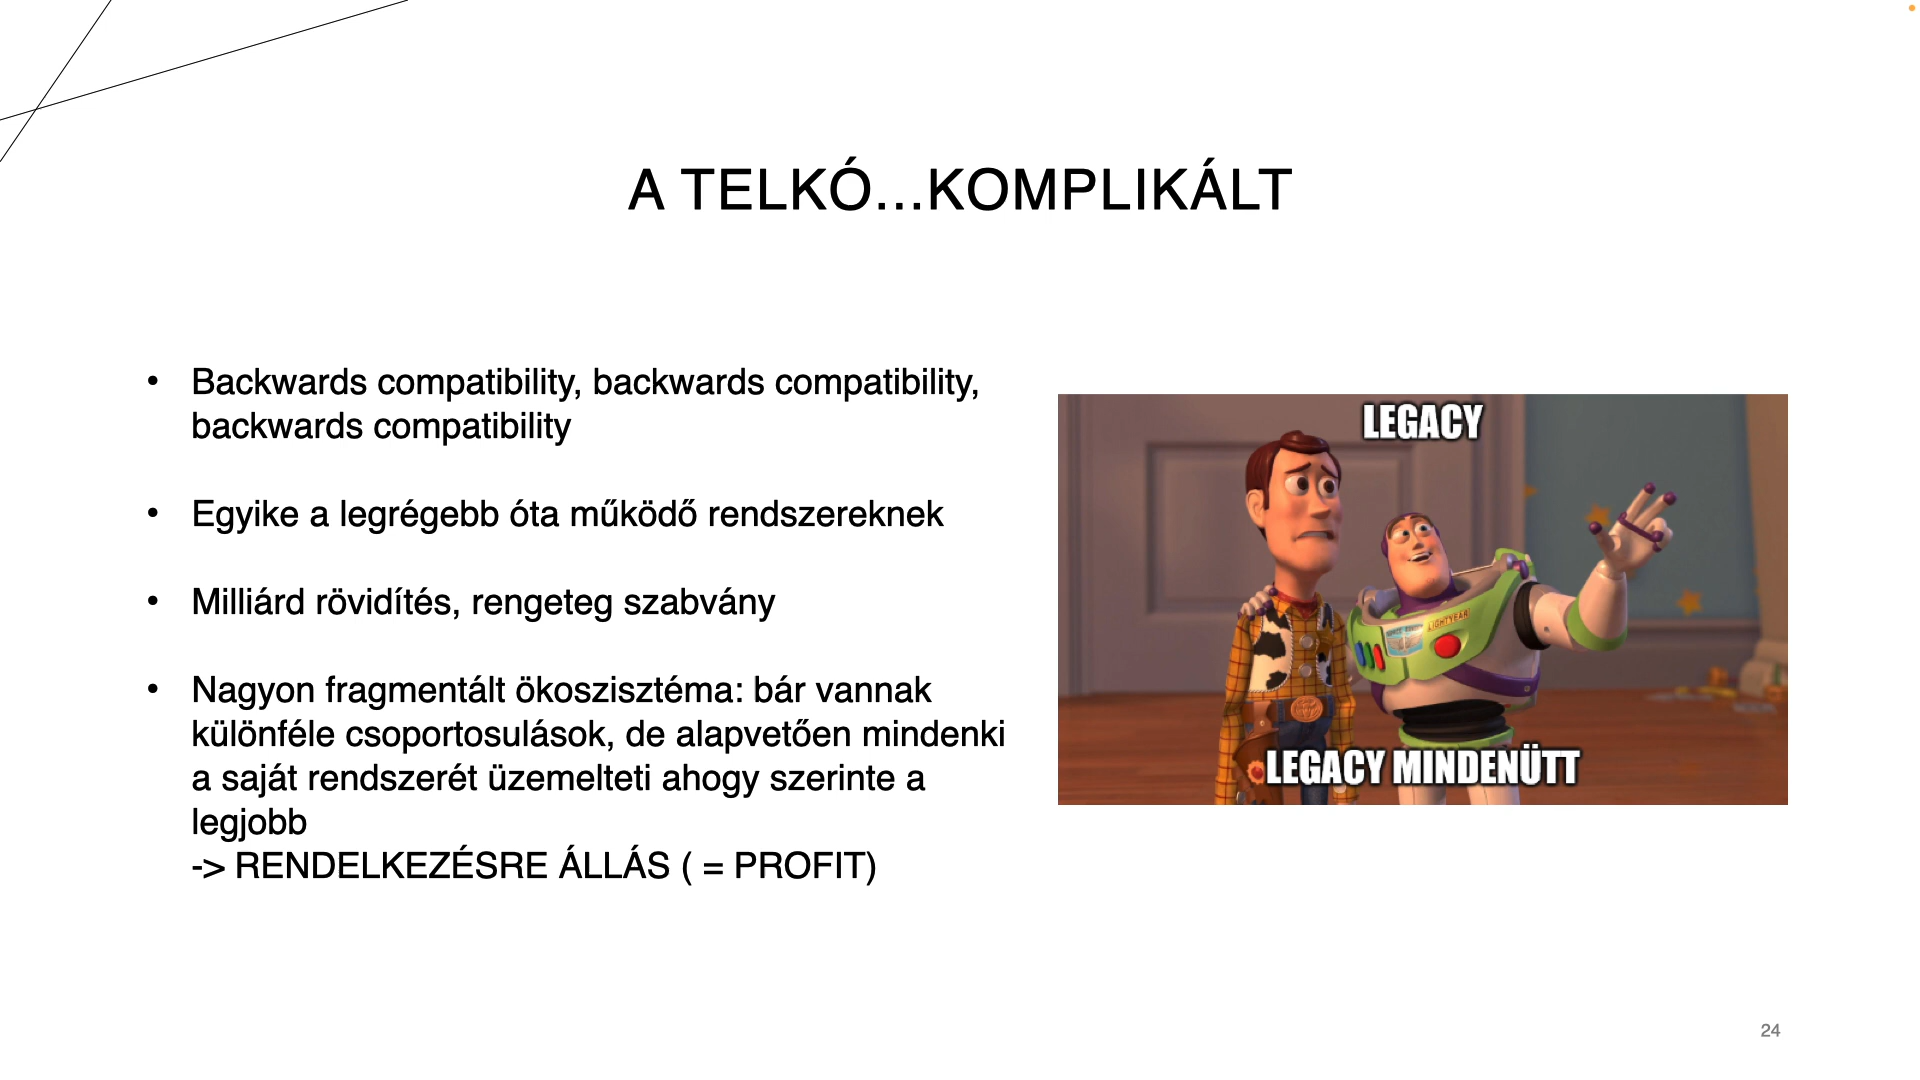 A TELKÓ...KOMPLIKÁLT
• Backwards compatibility, backwards compatibility,
backwards compatibility
• Egyike a legrégebb óta működő rendszereknek
• Milliárd rövidítés, rengeteg szabvány
• Nagyon fragmentált ökoszisztéma: bár vannak
különféle csoportosulások, de alapvetően mindenki
a saját rendszerét üzemelteti ahogy szerinte a
legjobb
-> RENDELKEZÉSRE ÁLLÁS ( = PROFIT)
LEGACY
LIGHTYEAR
LEGACY MINDENÜTT
24